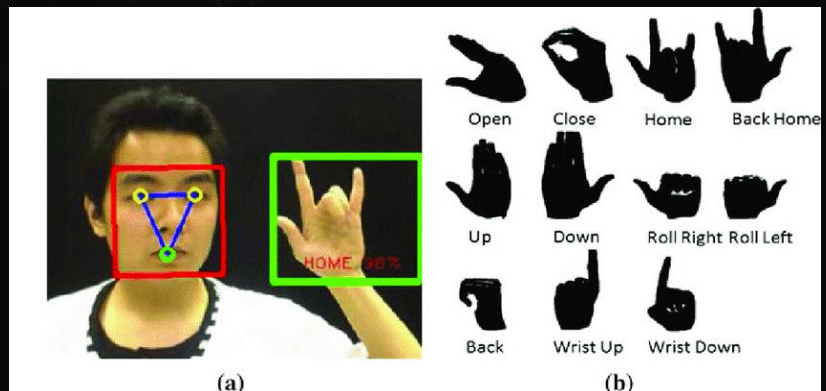 HOME 98%
Open Close Home Back Home
Up Down Roll Right Roll Left
Back Wrist Up Wrist Down
(a) (b)